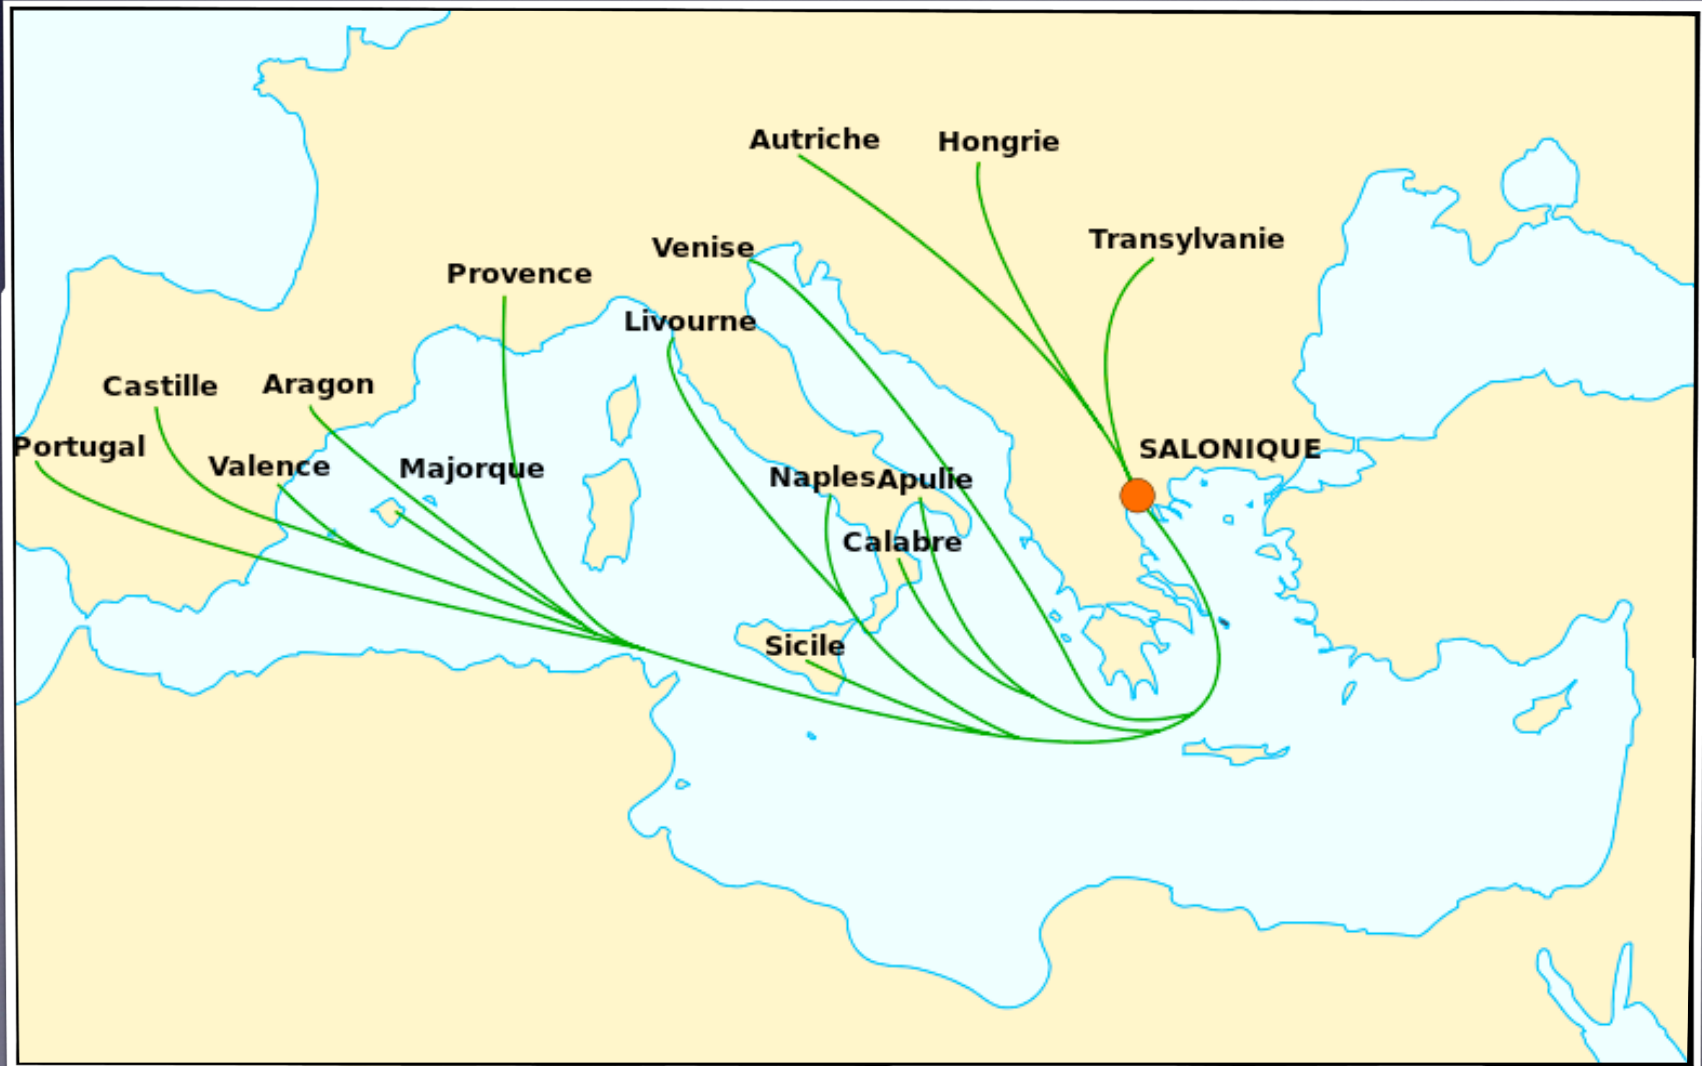 Autriche
Hongrie
Transylvanie
Venise
Provence
Livourne
Castille
Aragon
Portugal
Valence
Majorque
Naples
Apulie
SALONIQUE
Calabre
Sicile